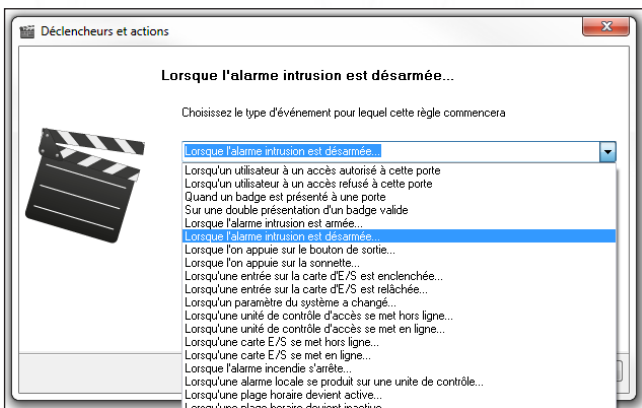 Déclencheurs et actions
Lorsque l'alarme intrusion est désarmée...
Choisissez le type d'événement pour lequel cette règle commencera
Lorsque l'alarme intrusion est désarmée...
Lorsqu'un utilisateur à un accès autorisé à cette porte
Lorsqu'un utilisateur à un accès refusé à cette porte
Quand un badge est présenté à une porte
Sur une double présentation d'un badge valide
Lorsque l'alarme intrusion est armée...
Lorsque l'alarme intrusion est désarmée...
Lorsque l'on appuie sur le bouton de sortie...
Lorsque l'on appuie sur la sonnette...
Lorsqu'une entrée sur la carte d'E/S est enclenchée...
Lorsqu'une entrée sur la carte d'E/S est relâchée...
Lorsqu'un paramètre du système a changé...
Lorsqu'une unité de contrôle d'accès se met hors ligne...
Lorsqu'une unité de contrôle d'accès se met en ligne...
Lorsqu'une carte E/S se met hors ligne...
Lorsqu'une carte E/S se met en ligne...
Lorsque l'alarme incendie s'arrête...
Lorsqu'une alarme locale se produit sur une unite de contrôle...
Lorsqu'une plage horaire devient active...
Lorsqu'une plage horaire devient inactive